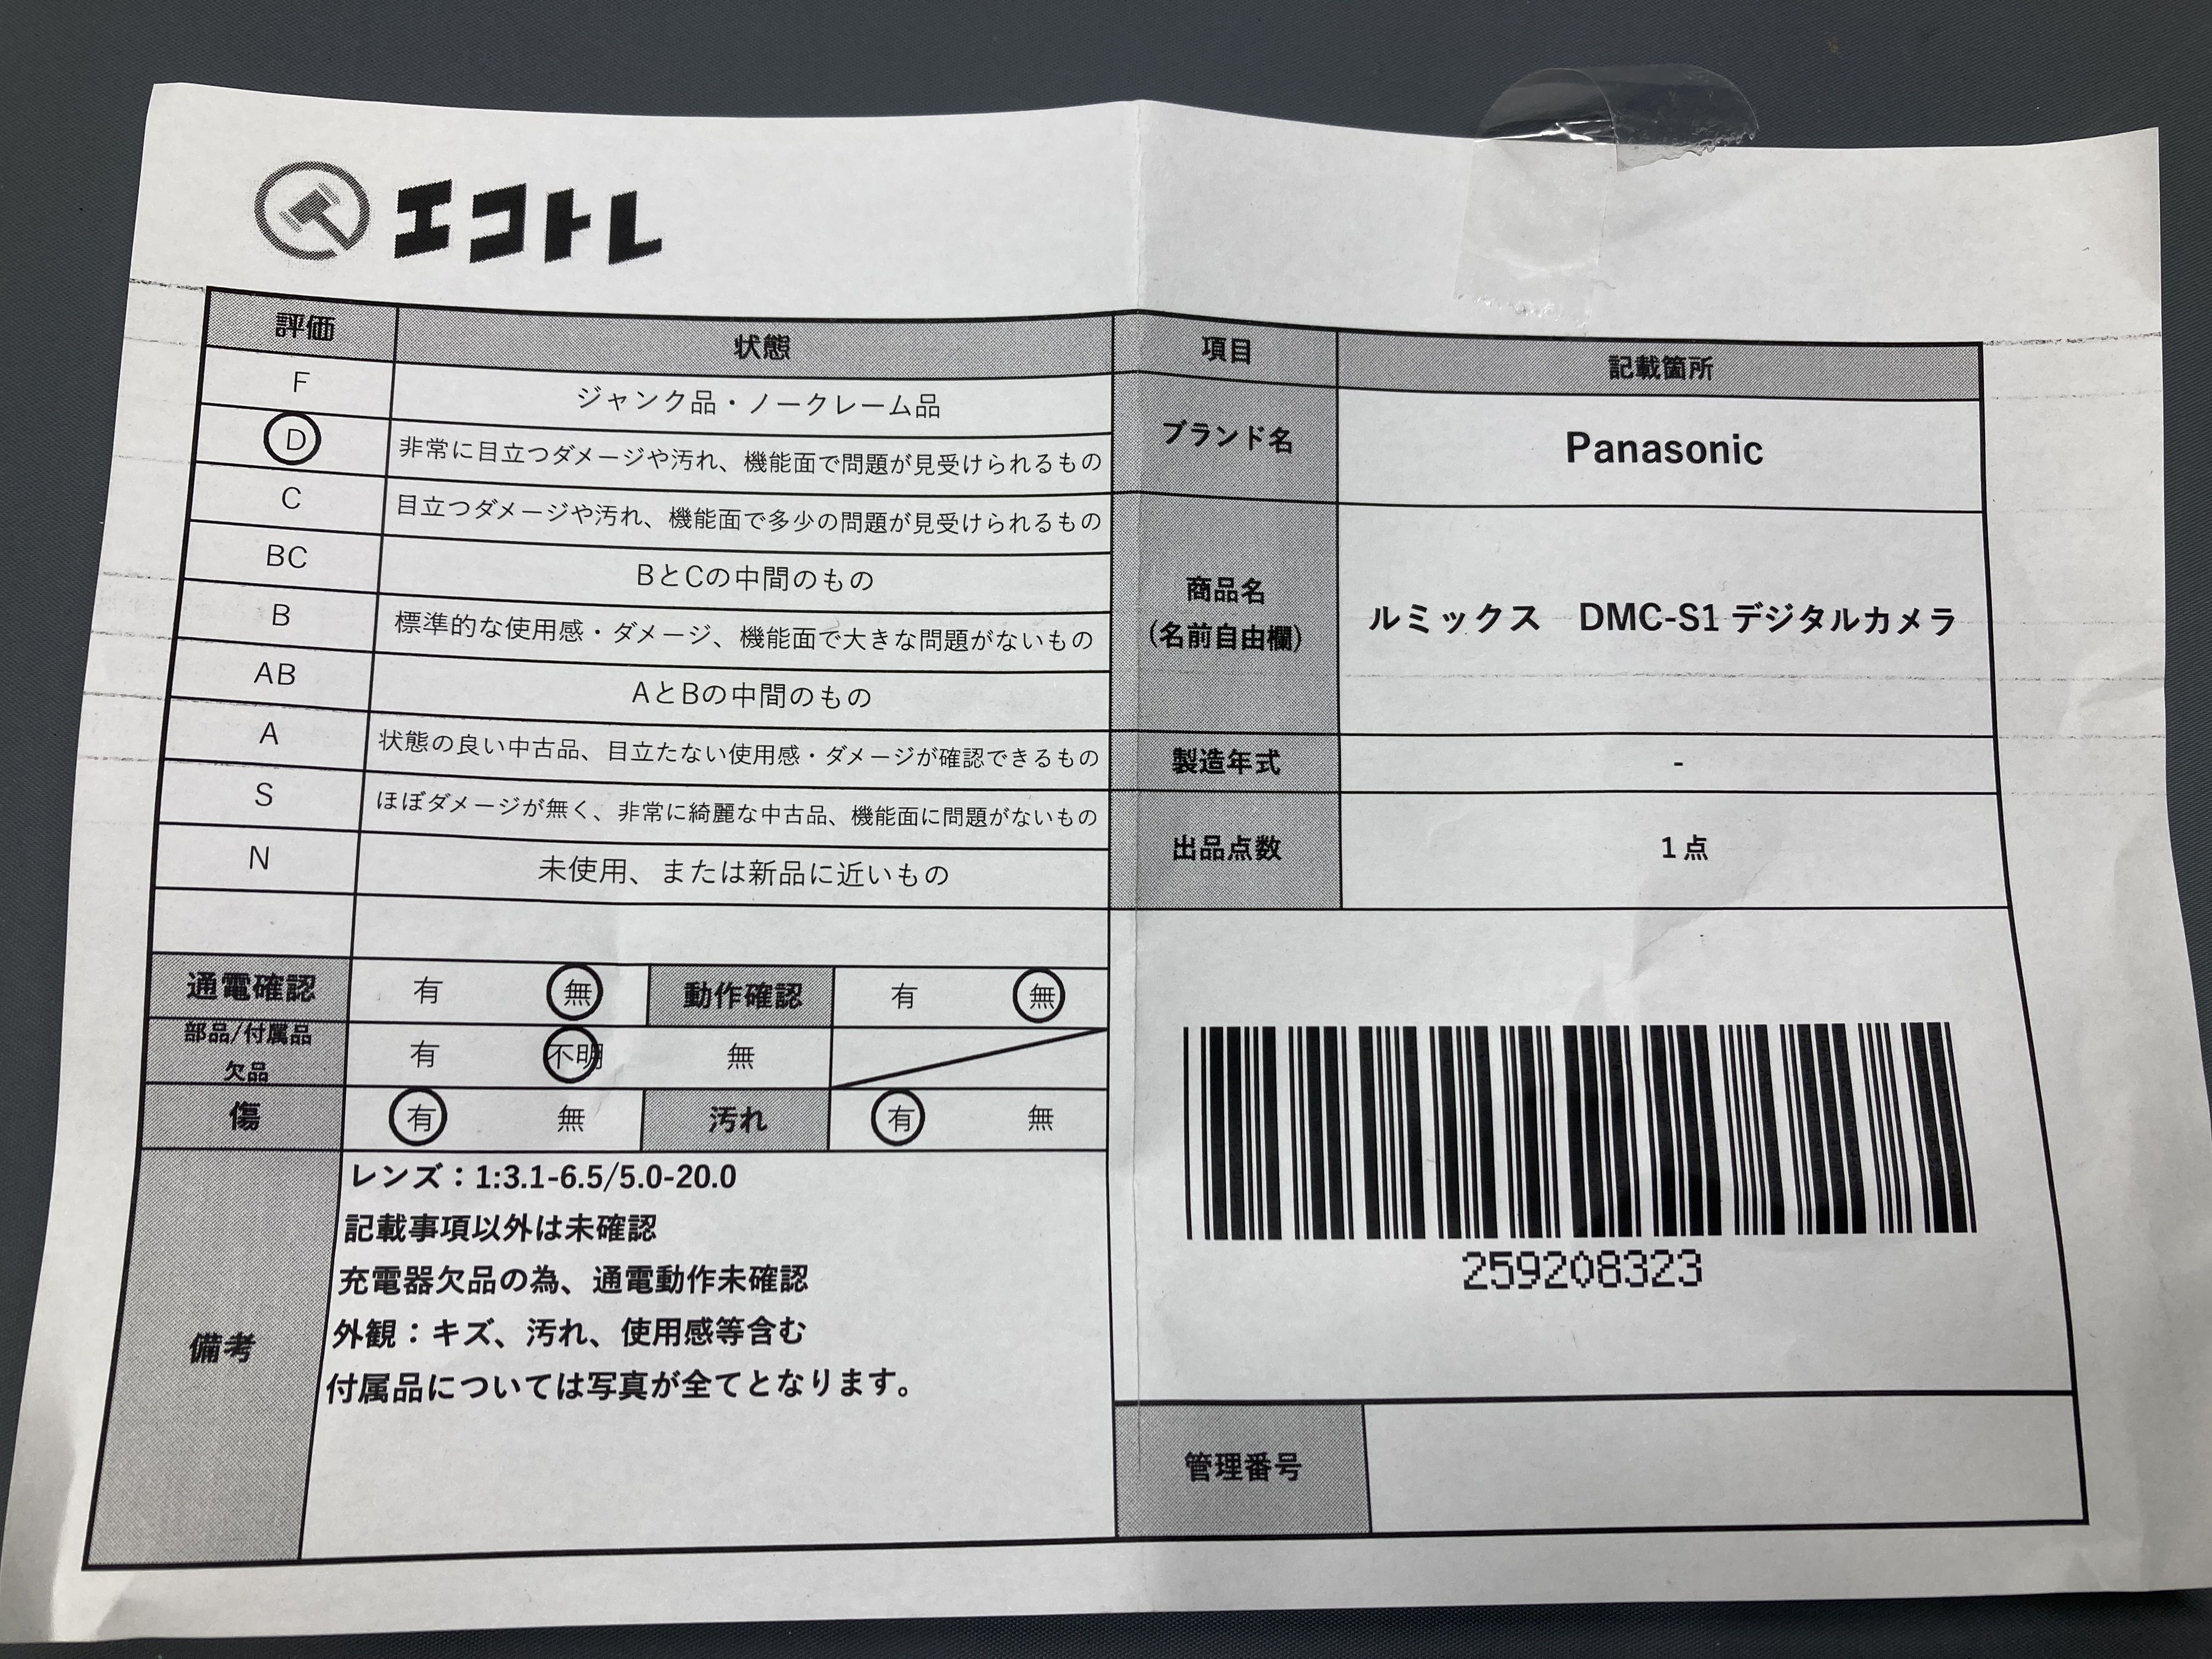 エコトレ
評価 状態 項目 記載箇所
F ジャンク品・ノークレーム品
D 非常に目立つダメージや汚れ、機能面で問題が見受けられるもの
ブランド名 Panasonic
C 目立つダメージや汚れ、機能面で多少の問題が見受けられるもの
BC BとCの中間のもの
B 標準的な使用感・ダメージ、機能面で大きな問題がないもの
商品名
(名前自由欄)
ルミックス DMC-S1 デジタルカメラ
AB AとBの中間のもの
A 状態の良い中古品、目立たない使用感・ダメージが確認できるもの
製造年式 -
S ほぼダメージが無く、非常に綺麗な中古品、機能面に問題がないもの
N 未使用、または新品に近いもの
出品点数 1点
通電確認 有 無 動作確認 有 無
部品/付属品
欠品
有 不明 無
傷 有 無 汚れ 有 無
備考
レンズ：1:3.1-6.5/5.0-20.0
記載事項以外は未確認
充電器欠品の為、通電動作未確認
外観：キズ、汚れ、使用感等含む
付属品については写真が全てとなります。
259208323
管理番号